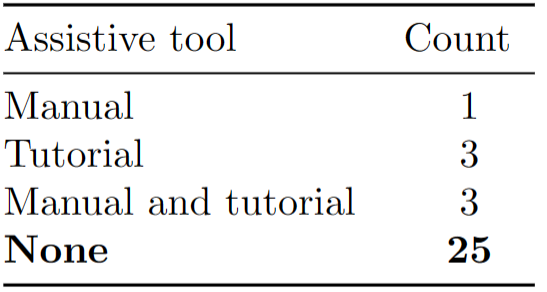 Assistive tool Count
Manual 1
Tutorial 3
Manual and tutorial 3
None 25